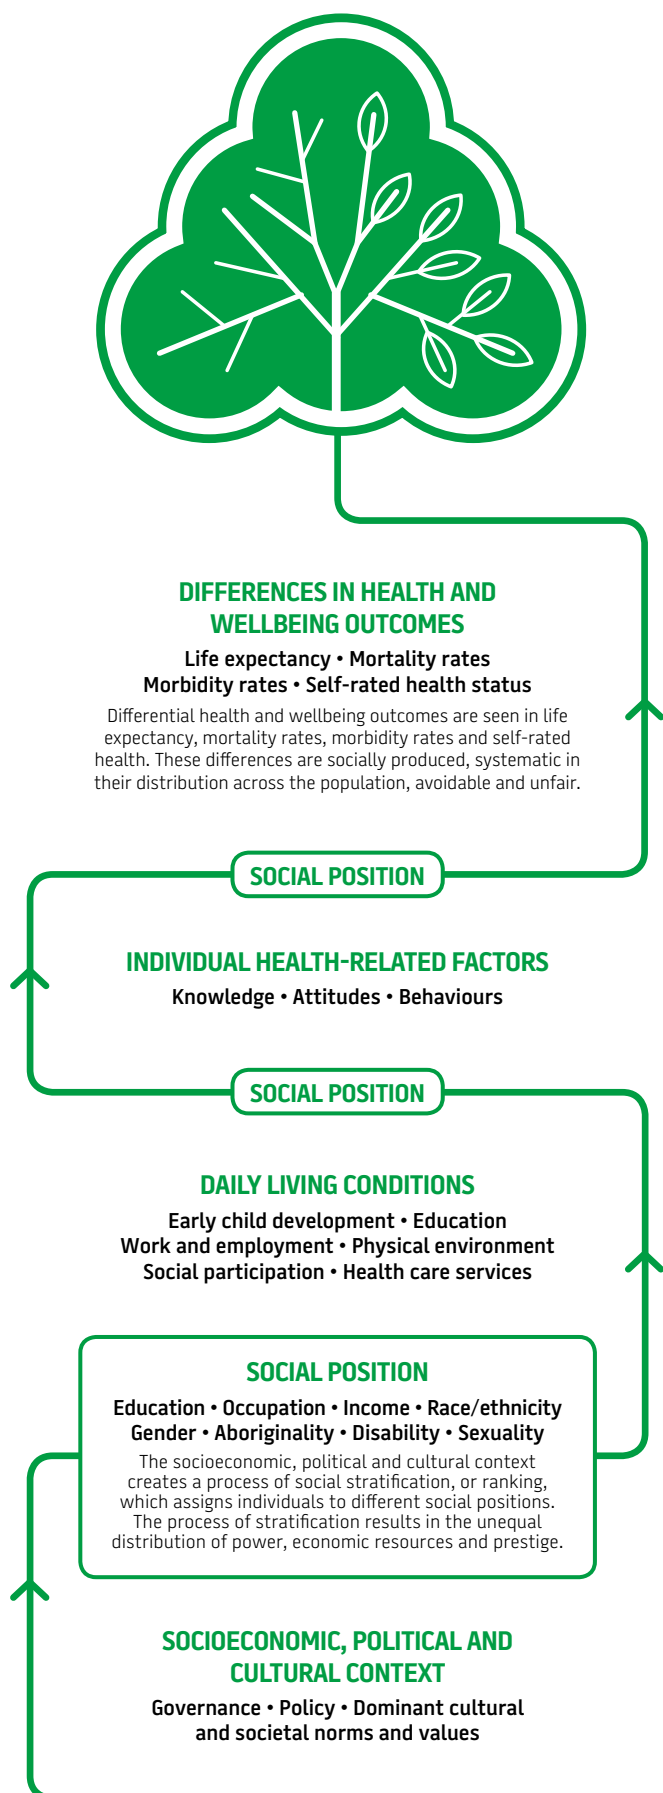 DIFFERENCES IN HEALTH AND
WELLBEING OUTCOMES
Life expectancy • Mortality rates
Morbidity rates • Self-rated health status
Differential health and wellbeing outcomes are seen in life
expectancy, mortality rates, morbidity rates and self-rated
health. These differences are socially produced, systematic in
their distribution across the population, avoidable and unfair.
SOCIAL POSITION
INDIVIDUAL HEALTH-RELATED FACTORS
Knowledge • Attitudes • Behaviours
SOCIAL POSITION
DAILY LIVING CONDITIONS
Early child development • Education
Work and employment • Physical environment
Social participation • Health care services
SOCIAL POSITION
Education • Occupation • Income • Race/ethnicity
Gender • Aboriginality • Disability • Sexuality
The socioeconomic, political and cultural context
creates a process of social stratification, or ranking,
which assigns individuals to different social positions.
The process of stratification results in the unequal
distribution of power, economic resources and prestige.
SOCIOECONOMIC, POLITICAL AND
CULTURAL CONTEXT
Governance • Policy • Dominant cultural
and societal norms and values